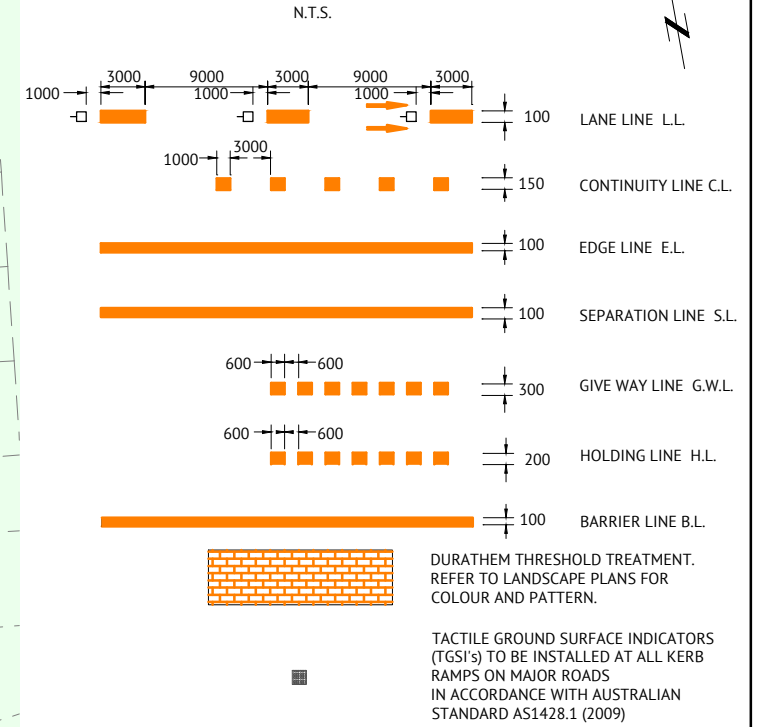 N.T.S.
3000 9000 3000 9000 3000
1000 1000 1000
100 LANE LINE L.L.
1000 3000
150 CONTINUITY LINE C.L.
100 EDGE LINE E.L.
100 SEPARATION LINE S.L.
600 600
300 GIVE WAY LINE G.W.L.
600 600
200 HOLDING LINE H.L.
100 BARRIER LINE B.L.
DURATHEM THRESHOLD TREATMENT.
REFER TO LANDSCAPE PLANS FOR
COLOUR AND PATTERN.
TACTILE GROUND SURFACE INDICATORS
(TGSI's) TO BE INSTALLED AT ALL KERB
RAMPS ON MAJOR ROADS
IN ACCORDANCE WITH AUSTRALIAN
STANDARD AS1428.1 (2009)